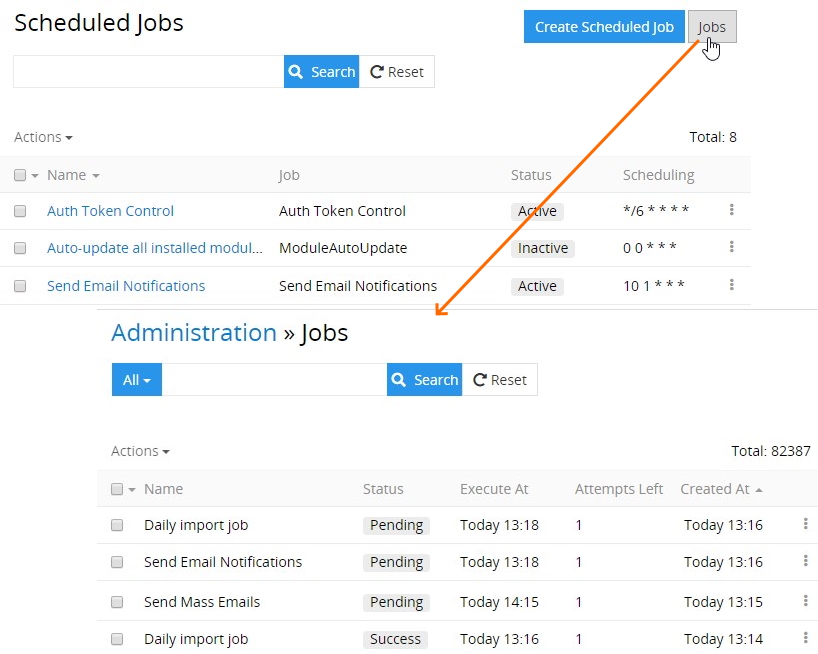 Scheduled Jobs
Create Scheduled Job Jobs
Search Reset
Actions Total: 8
Name Job Status Scheduling
Auth Token Control Auth Token Control Active */6 * * * *
Auto-update all installed modul... ModuleAutoUpdate Inactive 0 0 * * *
Send Email Notifications Send Email Notifications Active 10 1 * * *
Administration » Jobs
All Search Reset
Actions Total: 82387
Name Status Execute At Attempts Left Created At
Daily import job Pending Today 13:18 1 Today 13:16
Send Email Notifications Pending Today 13:18 1 Today 13:16
Send Mass Emails Pending Today 14:15 1 Today 13:15
Daily import job Success Today 13:16 1 Today 13:14